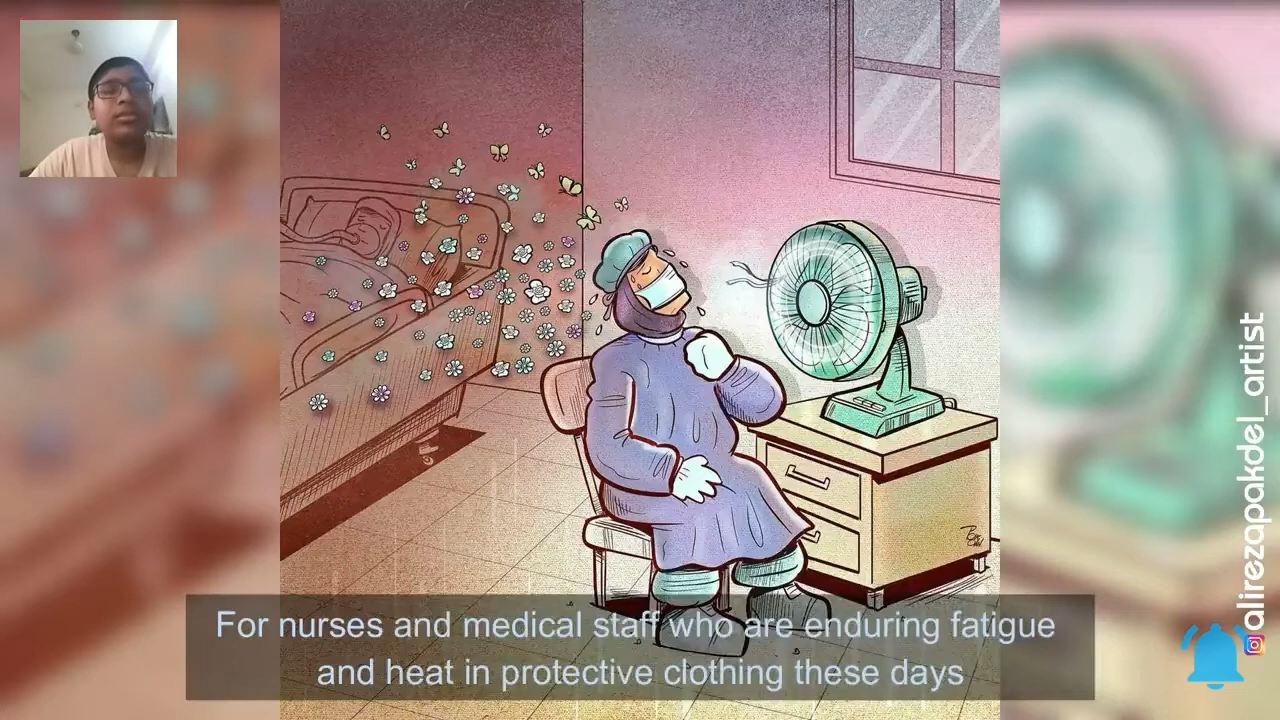 @alirezapakdel_artist
For nurses and medical staff who are enduring fatigue
and heat in protective clothing these days